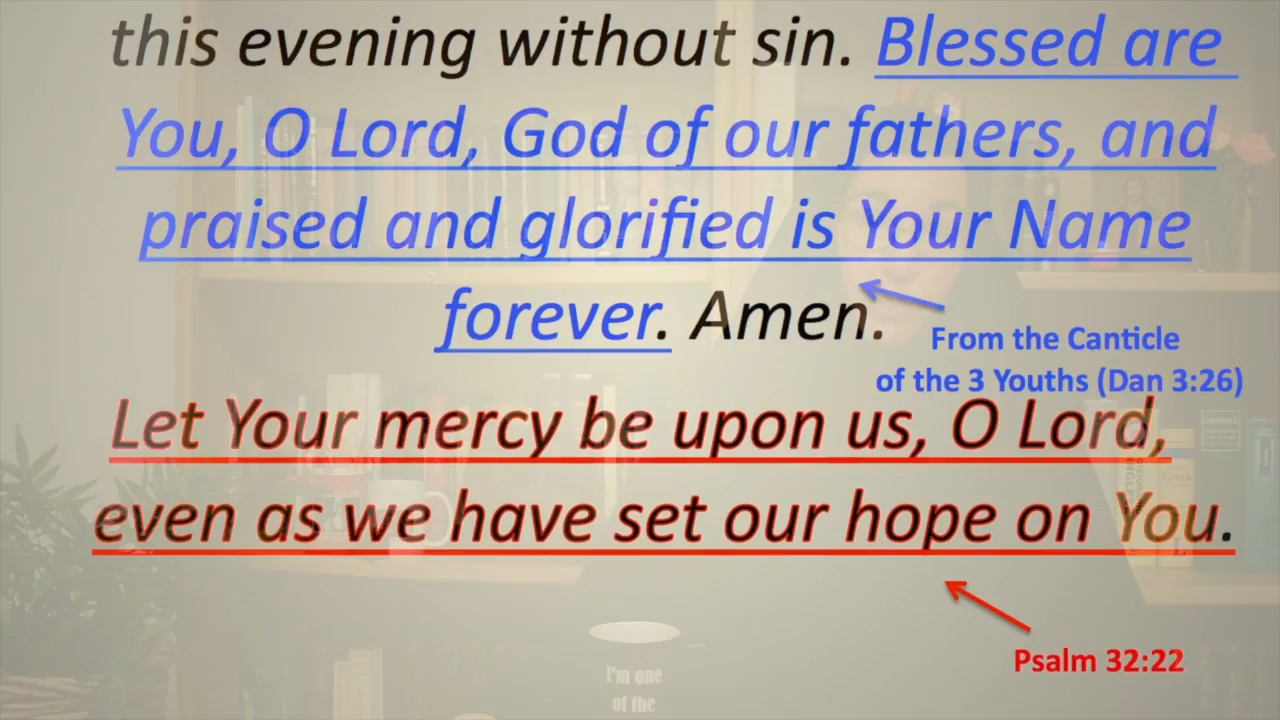 this evening without sin. Blessed are
You, O Lord, God of our fathers, and
praised and glorified is Your Name
forever. Amen.
From the Canticle
of the 3 Youths (Dan 3:26)
Let Your mercy be upon us, O Lord,
even as we have set our hope on You.
Psalm 32:22
I'm one
of the